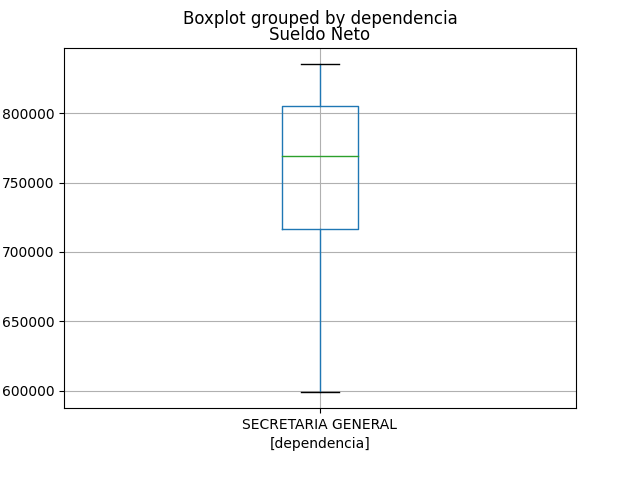 Boxplot grouped by dependencia
Sueldo Neto
800000
750000
700000
650000
600000
SECRETARIA GENERAL
[dependencia]